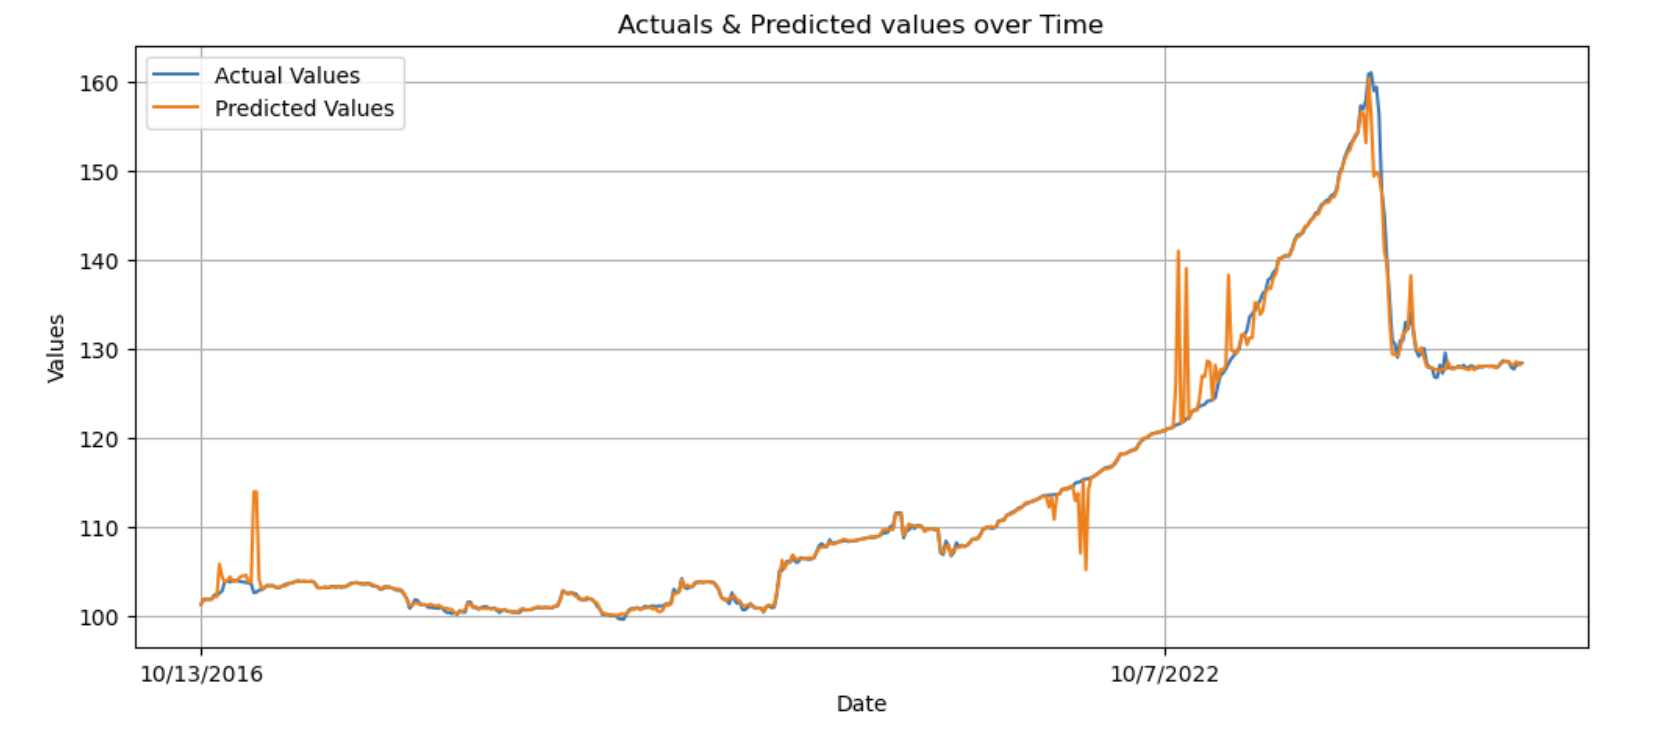 Actuals & Predicted values over Time
Actual Values
Predicted Values
160
150
140
130
120
110
100
Values
10/13/2016
10/7/2022
Date